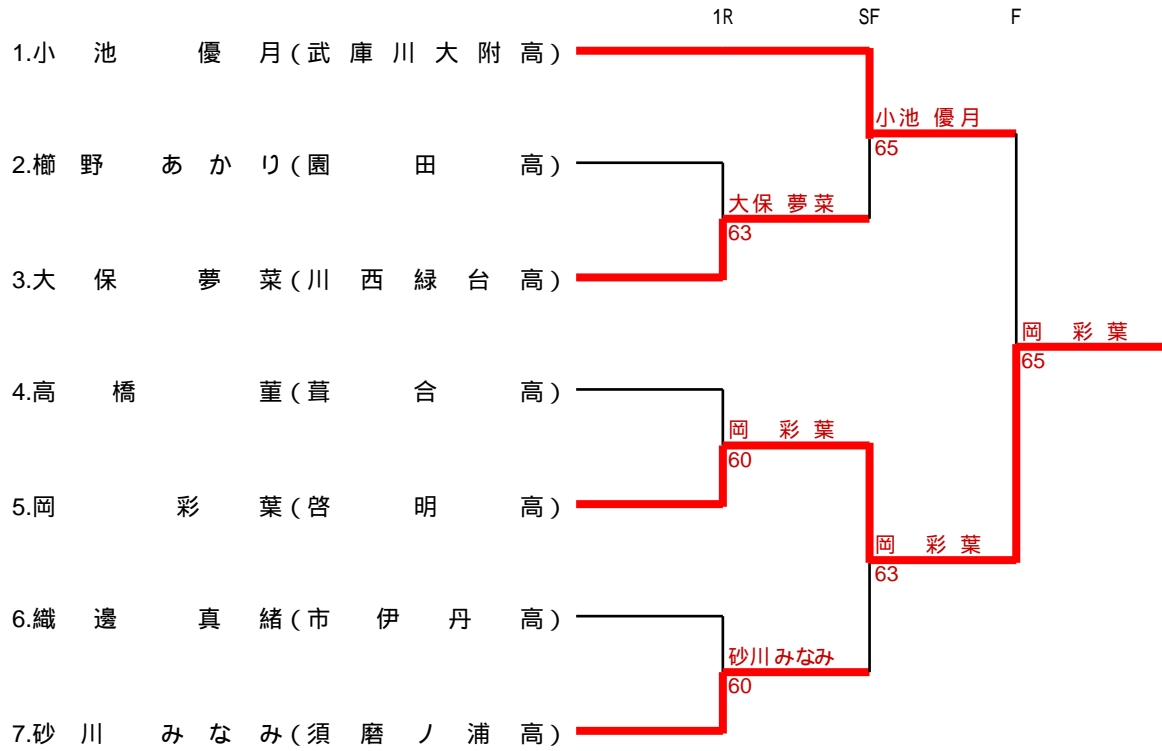 1R SF F
1.小池 優月(武庫川大附高)
小池 優月
65
2.櫛野 あかり(園田高)
大保 夢菜
63
3.大保 夢菜(川西緑台高)
岡 彩葉
65
4.高橋 菫(葺合高)
岡 彩葉
60
5.岡 彩葉(啓明高)
岡 彩葉
63
6.織邊 真緒(市伊丹高)
砂川 みなみ
60
7.砂川 みなみ(須磨ノ浦高)